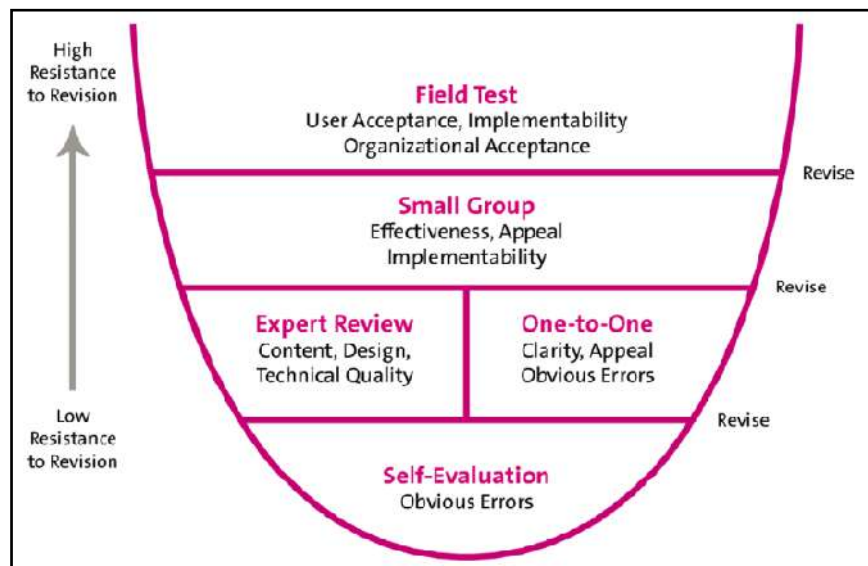 High
Resistance
to Revision
Field Test
User Acceptance, Implementability
Organizational Acceptance
Revise
Small Group
Effectiveness, Appeal
Implementability
Revise
Expert Review
Content, Design,
Technical Quality
One-to-One
Clarity, Appeal
Obvious Errors
Low
Resistance
to Revision
Revise
Self-Evaluation
Obvious Errors